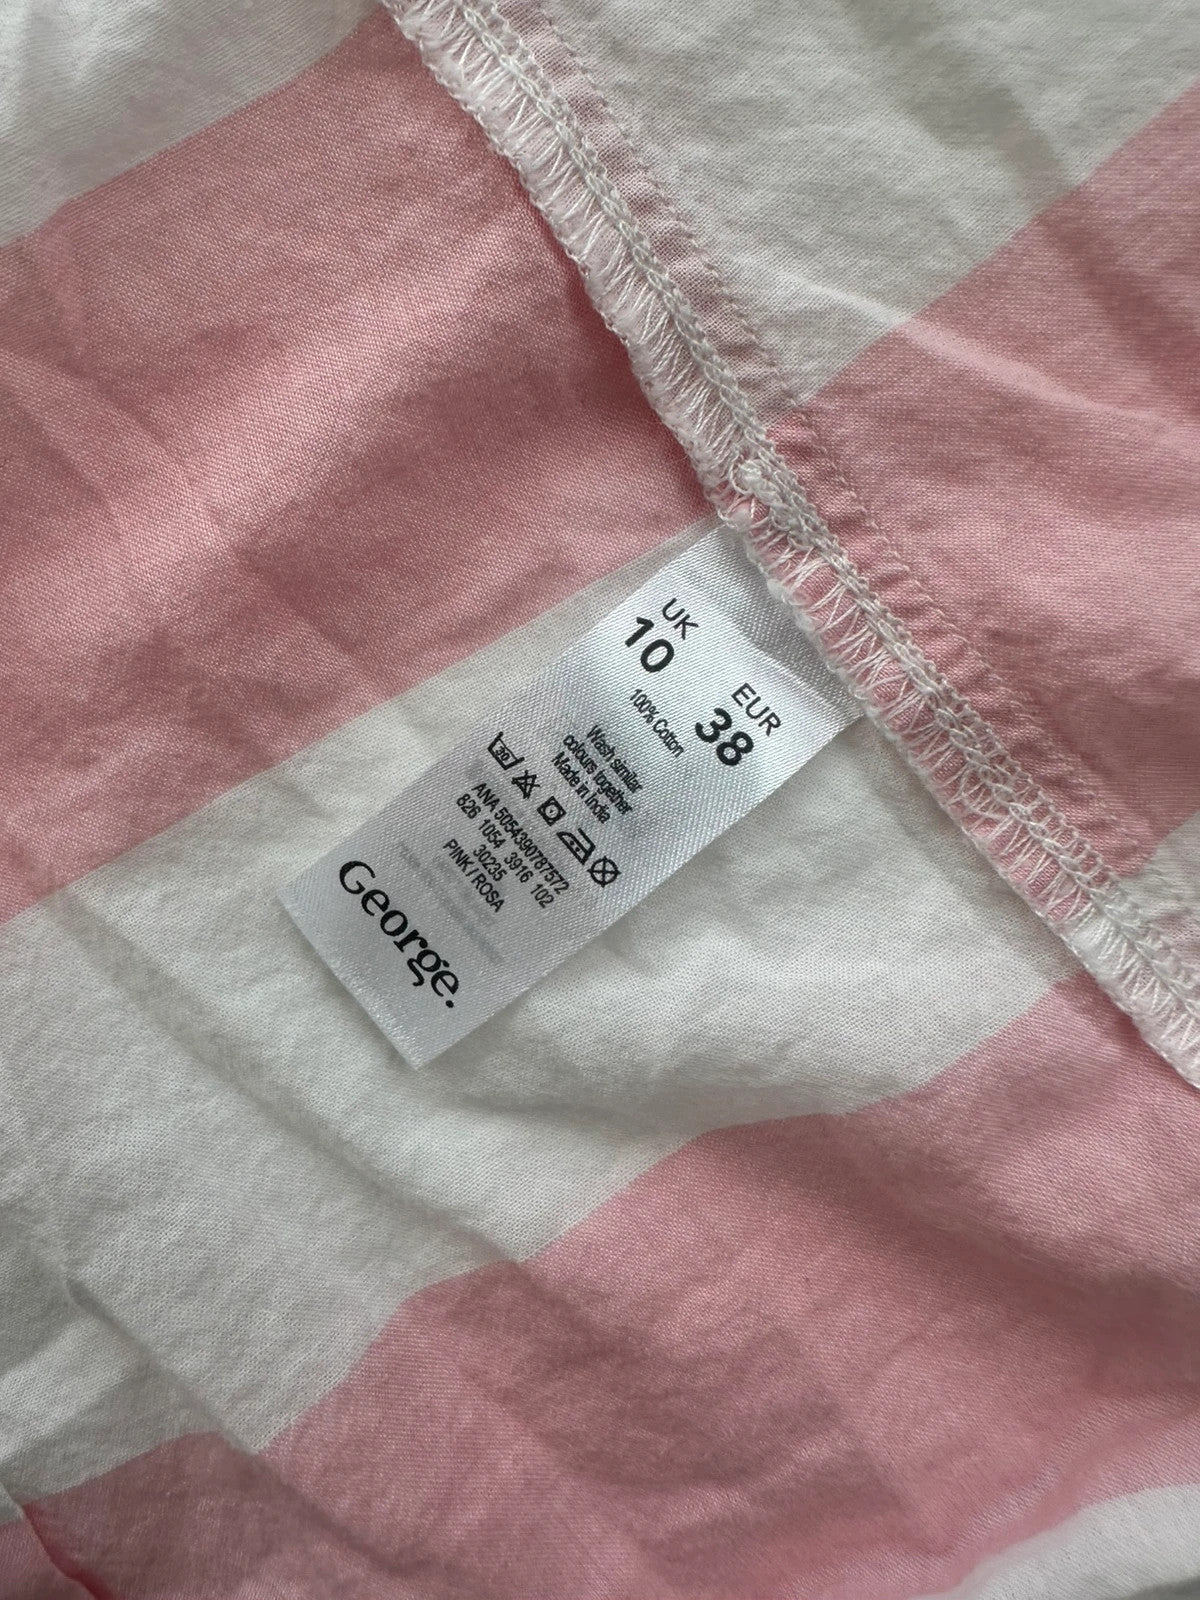 UK
10
EUR
38
100% Cotton
Wash similar
colours together
Made in India
30
ANA 5054390787572
826 1054 3916 102
30235
PINK / ROSA
George.